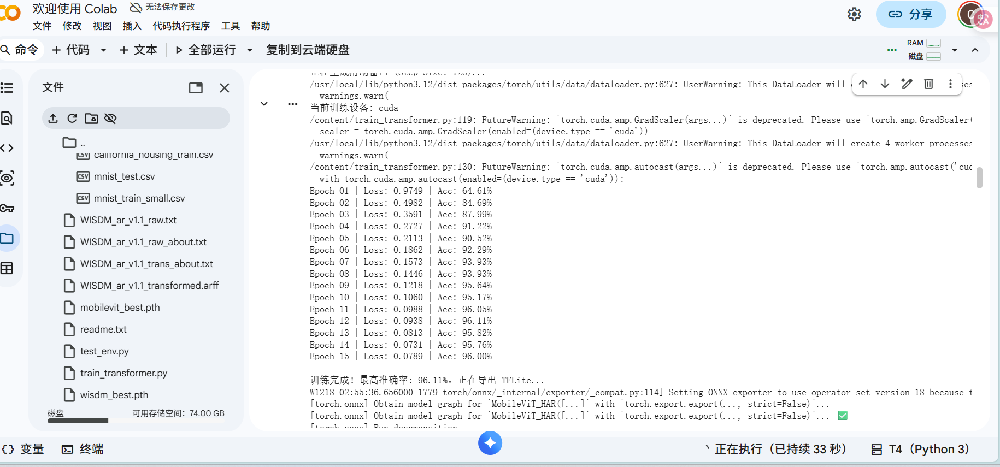 欢迎使用 Colab
无法保存更改
文件 修改 视图 插入 代码执行程序 工具 帮助
分享
命令 + 代码 + 文本 全部运行 复制到云端硬盘
RAM
磁盘
文件
..
california_housing_train.csv
mnist_test.csv
mnist_train_small.csv
WISDM_ar_v1.1_raw.txt
WISDM_ar_v1.1_raw_about.txt
WISDM_ar_v1.1_trans_about.txt
WISDM_ar_v1.1_transformed.arff
mobilevit_best.pth
readme.txt
test_env.py
train_transformer.py
wisdm_best.pth
磁盘 可用存储空间：74.00 GB
正在生成滑动窗口 (Step Size: 128)...
/usr/local/lib/python3.12/dist-packages/torch/utils/data/dataloader.py:627: UserWarning: This DataLoader will
warnings.warn(
当前训练设备: cuda
/content/train_transformer.py:119: FutureWarning: `torch.cuda.amp.GradScaler(args...)` is deprecated. Please use `torch.amp.GradScaler(
scaler = torch.cuda.amp.GradScaler(enabled=(device.type == 'cuda'))
/usr/local/lib/python3.12/dist-packages/torch/utils/data/dataloader.py:627: UserWarning: This DataLoader will create 4 worker processes
warnings.warn(
/content/train_transformer.py:130: FutureWarning: `torch.cuda.amp.autocast(args...)` is deprecated. Please use `torch.amp.autocast('cud
with torch.cuda.amp.autocast(enabled=(device.type == 'cuda')):
Epoch 01 | Loss: 0.9749 | Acc: 64.61%
Epoch 02 | Loss: 0.4982 | Acc: 84.69%
Epoch 03 | Loss: 0.3591 | Acc: 87.99%
Epoch 04 | Loss: 0.2727 | Acc: 91.22%
Epoch 05 | Loss: 0.2113 | Acc: 90.52%
Epoch 06 | Loss: 0.1862 | Acc: 92.29%
Epoch 07 | Loss: 0.1573 | Acc: 93.93%
Epoch 08 | Loss: 0.1446 | Acc: 93.93%
Epoch 09 | Loss: 0.1218 | Acc: 95.64%
Epoch 10 | Loss: 0.1060 | Acc: 95.17%
Epoch 11 | Loss: 0.0988 | Acc: 96.05%
Epoch 12 | Loss: 0.0938 | Acc: 96.11%
Epoch 13 | Loss: 0.0813 | Acc: 95.82%
Epoch 14 | Loss: 0.0731 | Acc: 95.76%
Epoch 15 | Loss: 0.0789 | Acc: 96.00%
训练完成! 最高准确率: 96.11%。正在导出 TFLite...
W1218 02:55:36.656000 1779 torch/onnx/_internal/exporter/_compat.py:114] Setting ONNX exporter to use operator set version 18 because t
[torch.onnx] Obtain model graph for `MobileViT_HAR([...]` with `torch.export.export(..., strict=False)`...
[torch.onnx] Obtain model graph for `MobileViT_HAR([...]` with `torch.export.export(..., strict=False)`... ✅
[torch.onnx] Run decomposition
变量 终端
正在执行（已持续 33 秒） T4（Python 3）